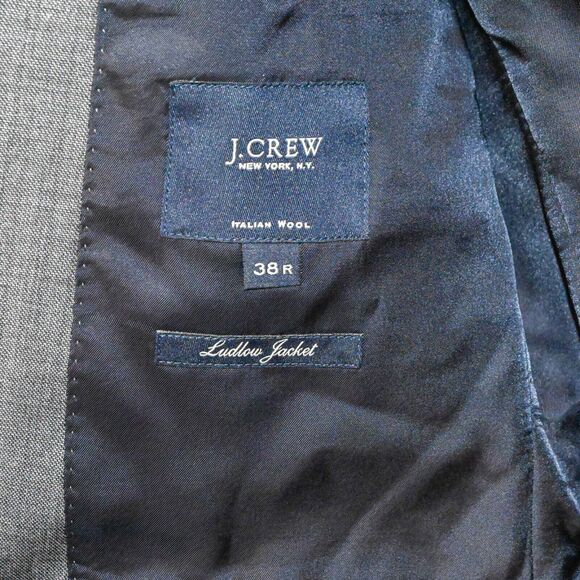 J.CREW
NEW YORK, N.Y.
ITALIAN WOOL
38 R
Ludlow Jacket